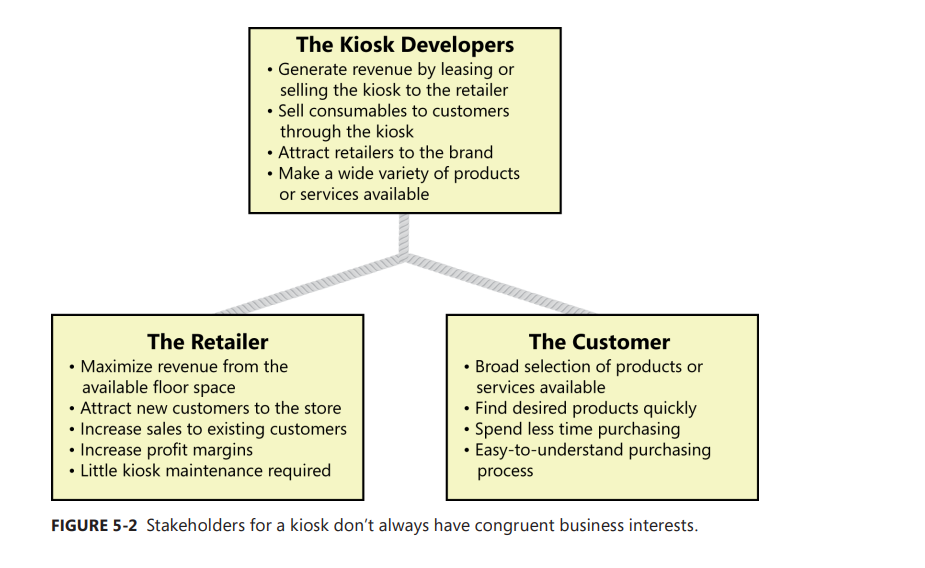 The Kiosk Developers
• Generate revenue by leasing or
selling the kiosk to the retailer
• Sell consumables to customers
through the kiosk
• Attract retailers to the brand
• Make a wide variety of products
or services available
The Retailer
• Maximize revenue from the
available floor space
• Attract new customers to the store
• Increase sales to existing customers
• Increase profit margins
• Little kiosk maintenance required
The Customer
• Broad selection of products or
services available
• Find desired products quickly
• Spend less time purchasing
• Easy-to-understand purchasing
process
FIGURE 5-2 Stakeholders for a kiosk don’t always have congruent business interests.